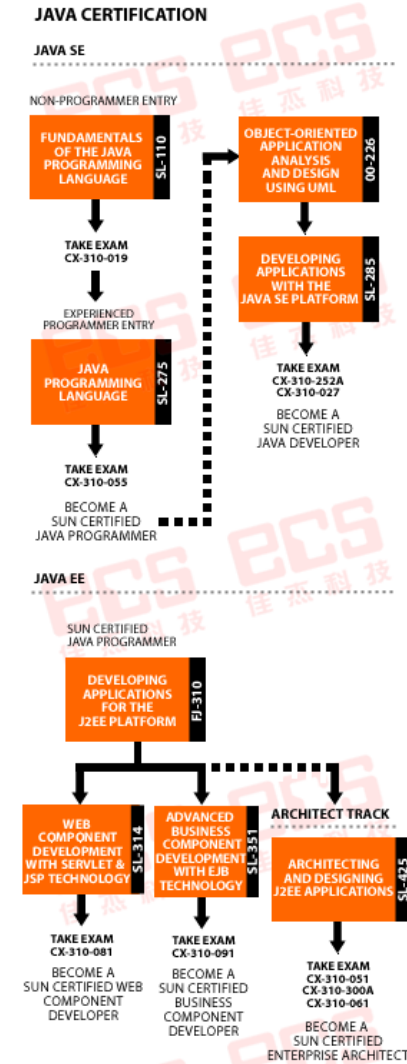 JAVA CERTIFICATION
JAVA SE
NON-PROGRAMMER ENTRY
FUNDAMENTALS
OF THE JAVA
PROGRAMMING
LANGUAGE
SL-110
TAKE EXAM
CX-310-019
EXPERIENCED
PROGRAMMER ENTRY
JAVA
PROGRAMMING
LANGUAGE
SL-275
TAKE EXAM
CX-310-055
BECOME A
SUN CERTIFIED
JAVA PROGRAMMER
OBJECT-ORIENTED
APPLICATION
ANALYSIS
AND DESIGN
USING UML
OO-226
DEVELOPING
APPLICATIONS
WITH THE
JAVA SE PLATFORM
SL-285
TAKE EXAM
CX-310-252A
CX-310-027
BECOME A
SUN CERTIFIED
JAVA DEVELOPER
JAVA EE
SUN CERTIFIED
JAVA PROGRAMMER
DEVELOPING
APPLICATIONS
FOR THE
J2EE PLATFORM
FJ-310
WEB
COMPONENT
DEVELOPMENT
WITH SERVLET &
JSP TECHNOLOGY
SL-314
TAKE EXAM
CX-310-081
BECOME A
SUN CERTIFIED WEB
COMPONENT
DEVELOPER
ADVANCED
BUSINESS
COMPONENT
DEVELOPMENT
WITH EJB
TECHNOLOGY
SL-351
TAKE EXAM
CX-310-091
BECOME A
SUN CERTIFIED
BUSINESS
COMPONENT
DEVELOPER
ARCHITECT TRACK
ARCHITECTING
AND DESIGNING
J2EE APPLICATIONS
SL-425
TAKE EXAM
CX-310-051
CX-310-300A
CX-310-061
BECOME A
SUN CERTIFIED
ENTERPRISE ARCHITECT
ecs
佳杰科技